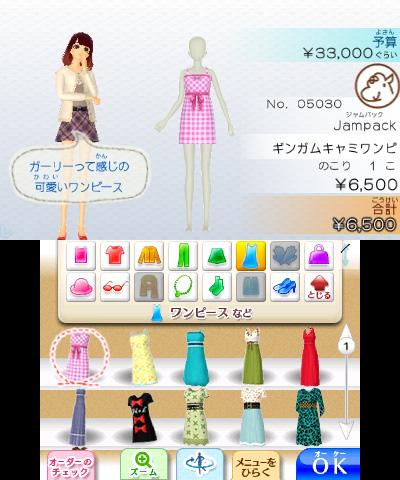 よさん
予算
¥33,000ぐらい
No. 05030
ジャムパック
Jampack
ギンガムキャミワンピ
のこり 1 こ
¥6,500
ごうけい
合計
¥6,500
かん
ガーリーって感じの
かわい
可愛いワンピース
とじる
ワンピース など
1
オーダーの
チェック
ズーム
メニューを
ひらく
オーケー
OK